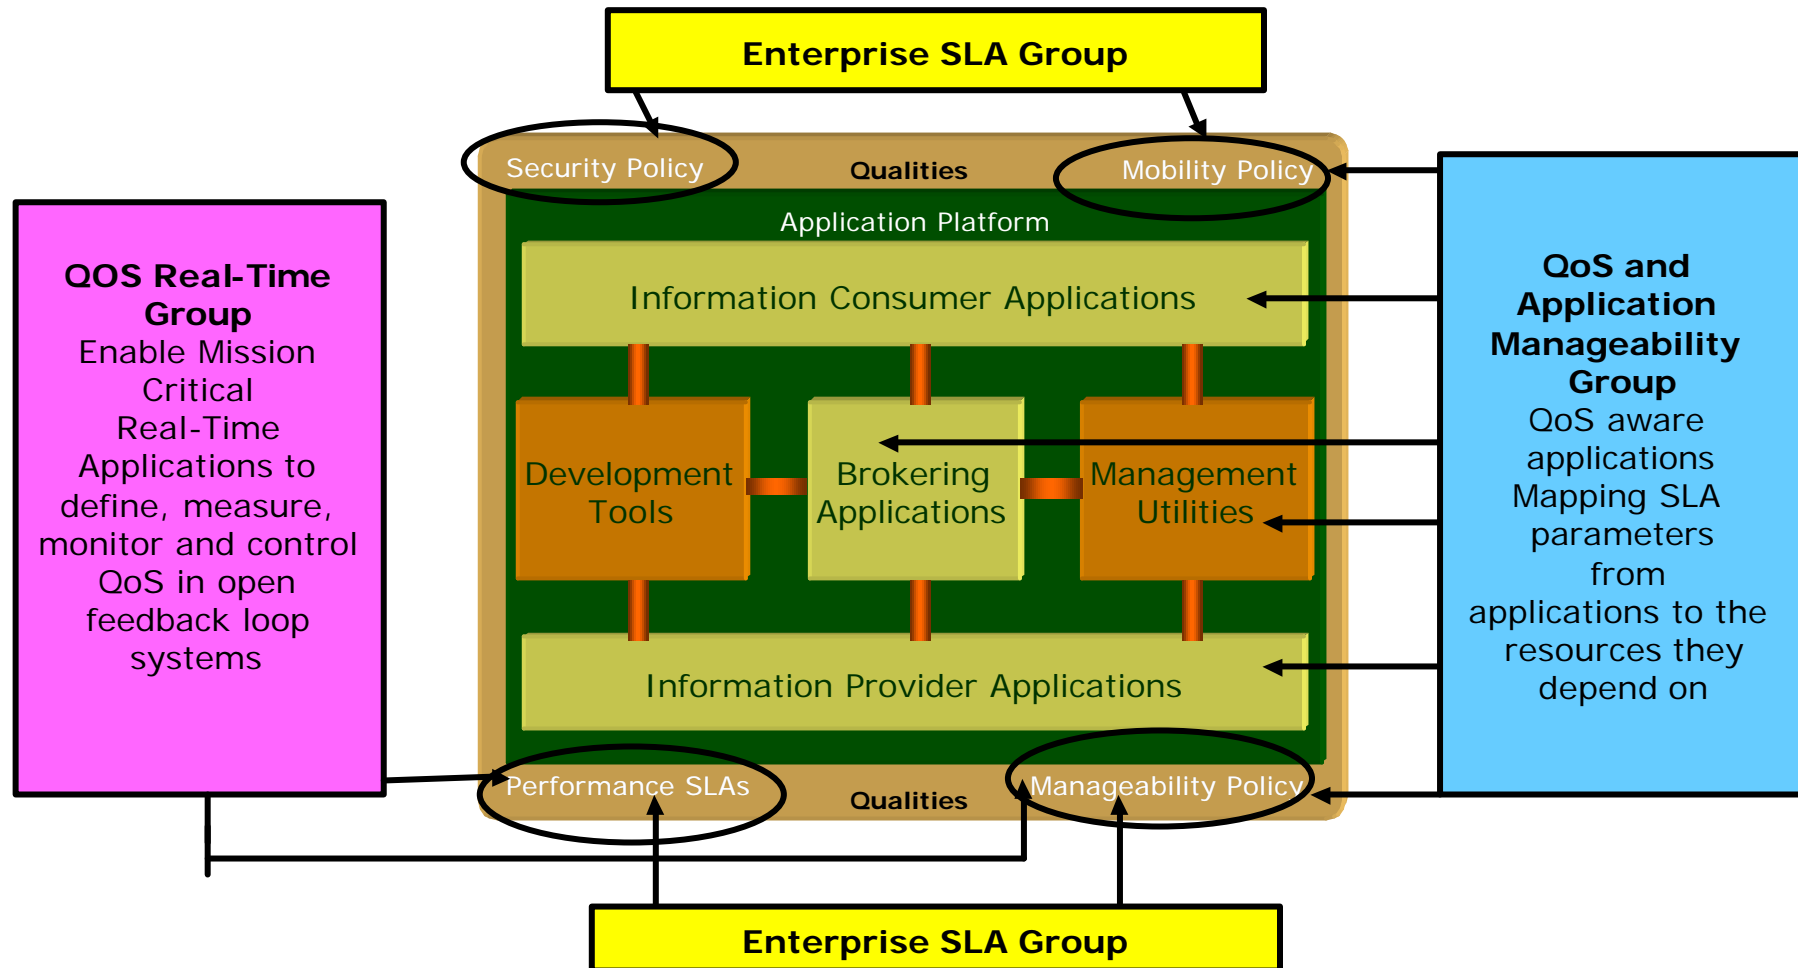 Enterprise SLA Group
Security Policy
Qualities
Mobility Policy
Application Platform
Information Consumer Applications
Development
Tools
Brokering
Applications
Management
Utilities
Information Provider Applications
Performance SLAs
Qualities
Manageability Policy
QOS Real-Time
Group
Enable Mission
Critical
Real-Time
Applications to
define, measure,
monitor and control
QoS in open
feedback loop
systems
QoS and
Application
Manageability
Group
QoS aware
applications
Mapping SLA
parameters
from
applications to the
resources they
depend on
Enterprise SLA Group